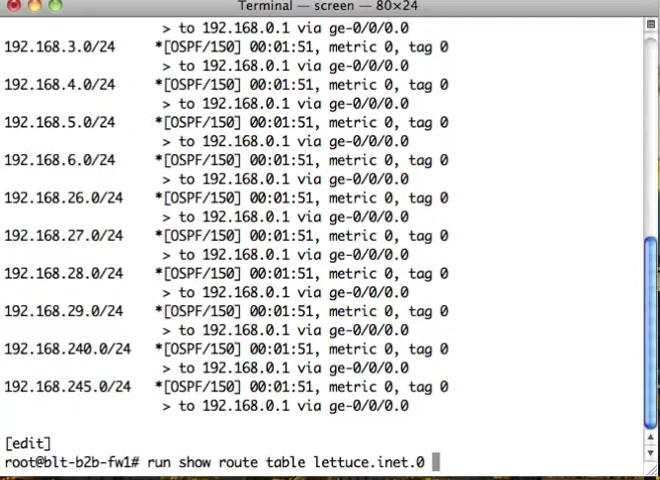 Terminal — screen — 80×24
> to 192.168.0.1 via ge-0/0/0.0
192.168.3.0/24 *[OSPF/150] 00:01:51, metric 0, tag 0
> to 192.168.0.1 via ge-0/0/0.0
192.168.4.0/24 *[OSPF/150] 00:01:51, metric 0, tag 0
> to 192.168.0.1 via ge-0/0/0.0
192.168.5.0/24 *[OSPF/150] 00:01:51, metric 0, tag 0
> to 192.168.0.1 via ge-0/0/0.0
192.168.6.0/24 *[OSPF/150] 00:01:51, metric 0, tag 0
> to 192.168.0.1 via ge-0/0/0.0
192.168.26.0/24 *[OSPF/150] 00:01:51, metric 0, tag 0
> to 192.168.0.1 via ge-0/0/0.0
192.168.27.0/24 *[OSPF/150] 00:01:51, metric 0, tag 0
> to 192.168.0.1 via ge-0/0/0.0
192.168.28.0/24 *[OSPF/150] 00:01:51, metric 0, tag 0
> to 192.168.0.1 via ge-0/0/0.0
192.168.29.0/24 *[OSPF/150] 00:01:51, metric 0, tag 0
> to 192.168.0.1 via ge-0/0/0.0
192.168.240.0/24 *[OSPF/150] 00:01:51, metric 0, tag 0
> to 192.168.0.1 via ge-0/0/0.0
192.168.245.0/24 *[OSPF/150] 00:01:51, metric 0, tag 0
> to 192.168.0.1 via ge-0/0/0.0
[edit]
root@blt-b2b-fw1# run show route table lettuce.inet.0